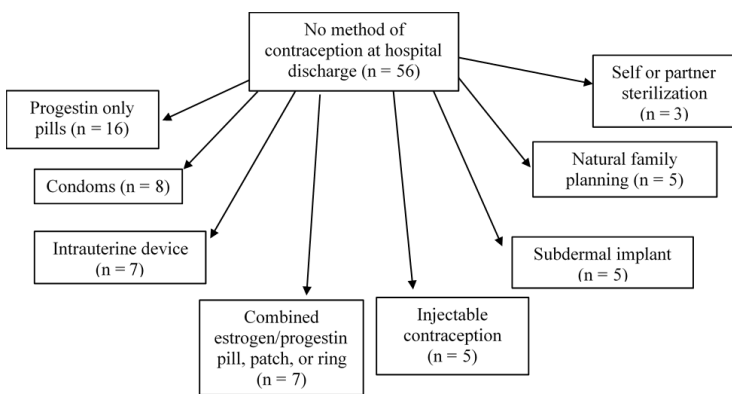 No method of
contraception at hospital
discharge (n = 56)
Self or partner
sterilization
(n = 3)
Progestin only
pills (n = 16)
Natural family
planning (n = 5)
Condoms (n = 8)
Intrauterine device
(n = 7)
Subdermal implant
(n = 5)
Combined
estrogen/progestin
pill, patch, or ring
(n = 7)
Injectable
contraception
(n = 5)